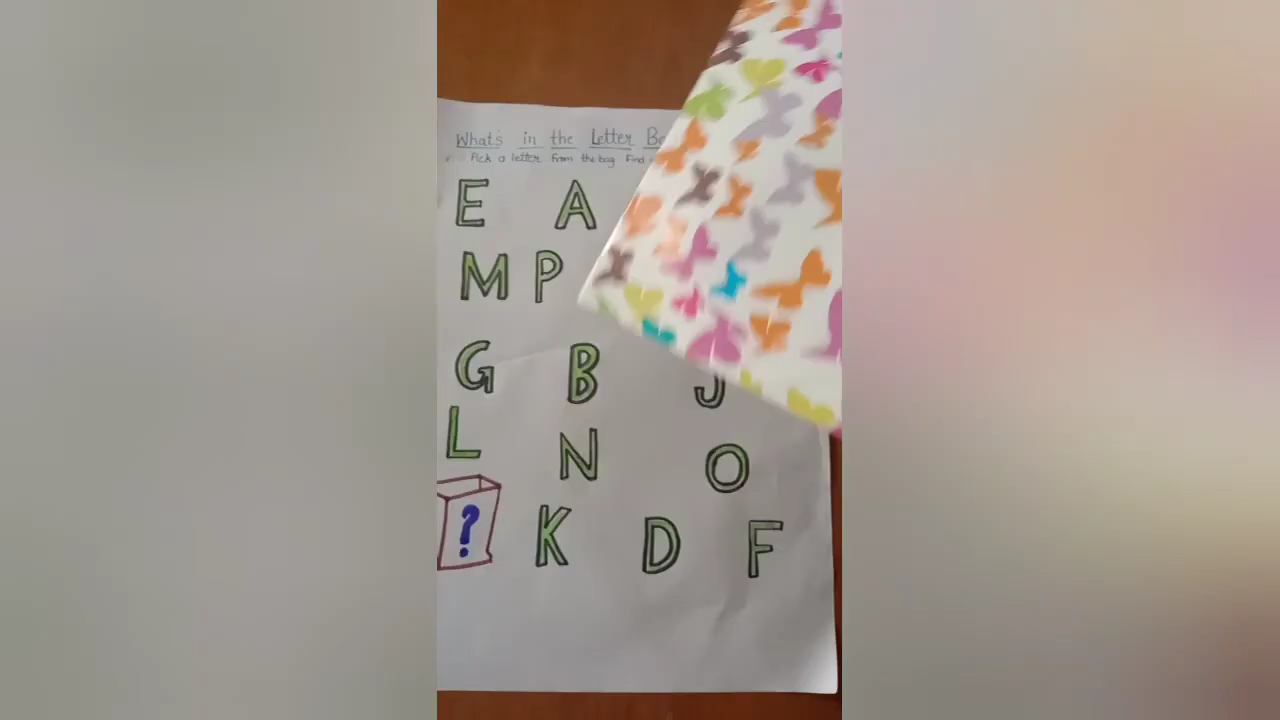 What's in the Letter
Pick a letter from the bag Find
E A
M P
G B J
L N O
? K D F